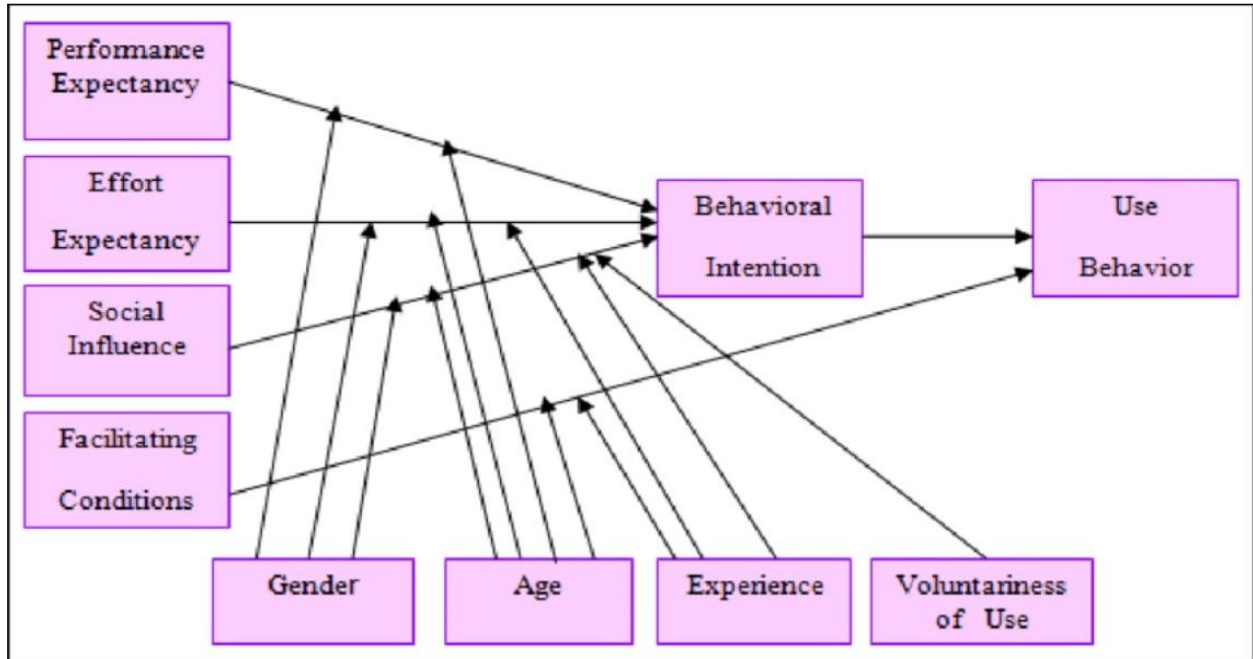 Performance
Expectancy
Effort
Expectancy
Social
Influence
Facilitating
Conditions
Behavioral
Intention
Use
Behavior
Gender
Age
Experience
Voluntariness
of Use